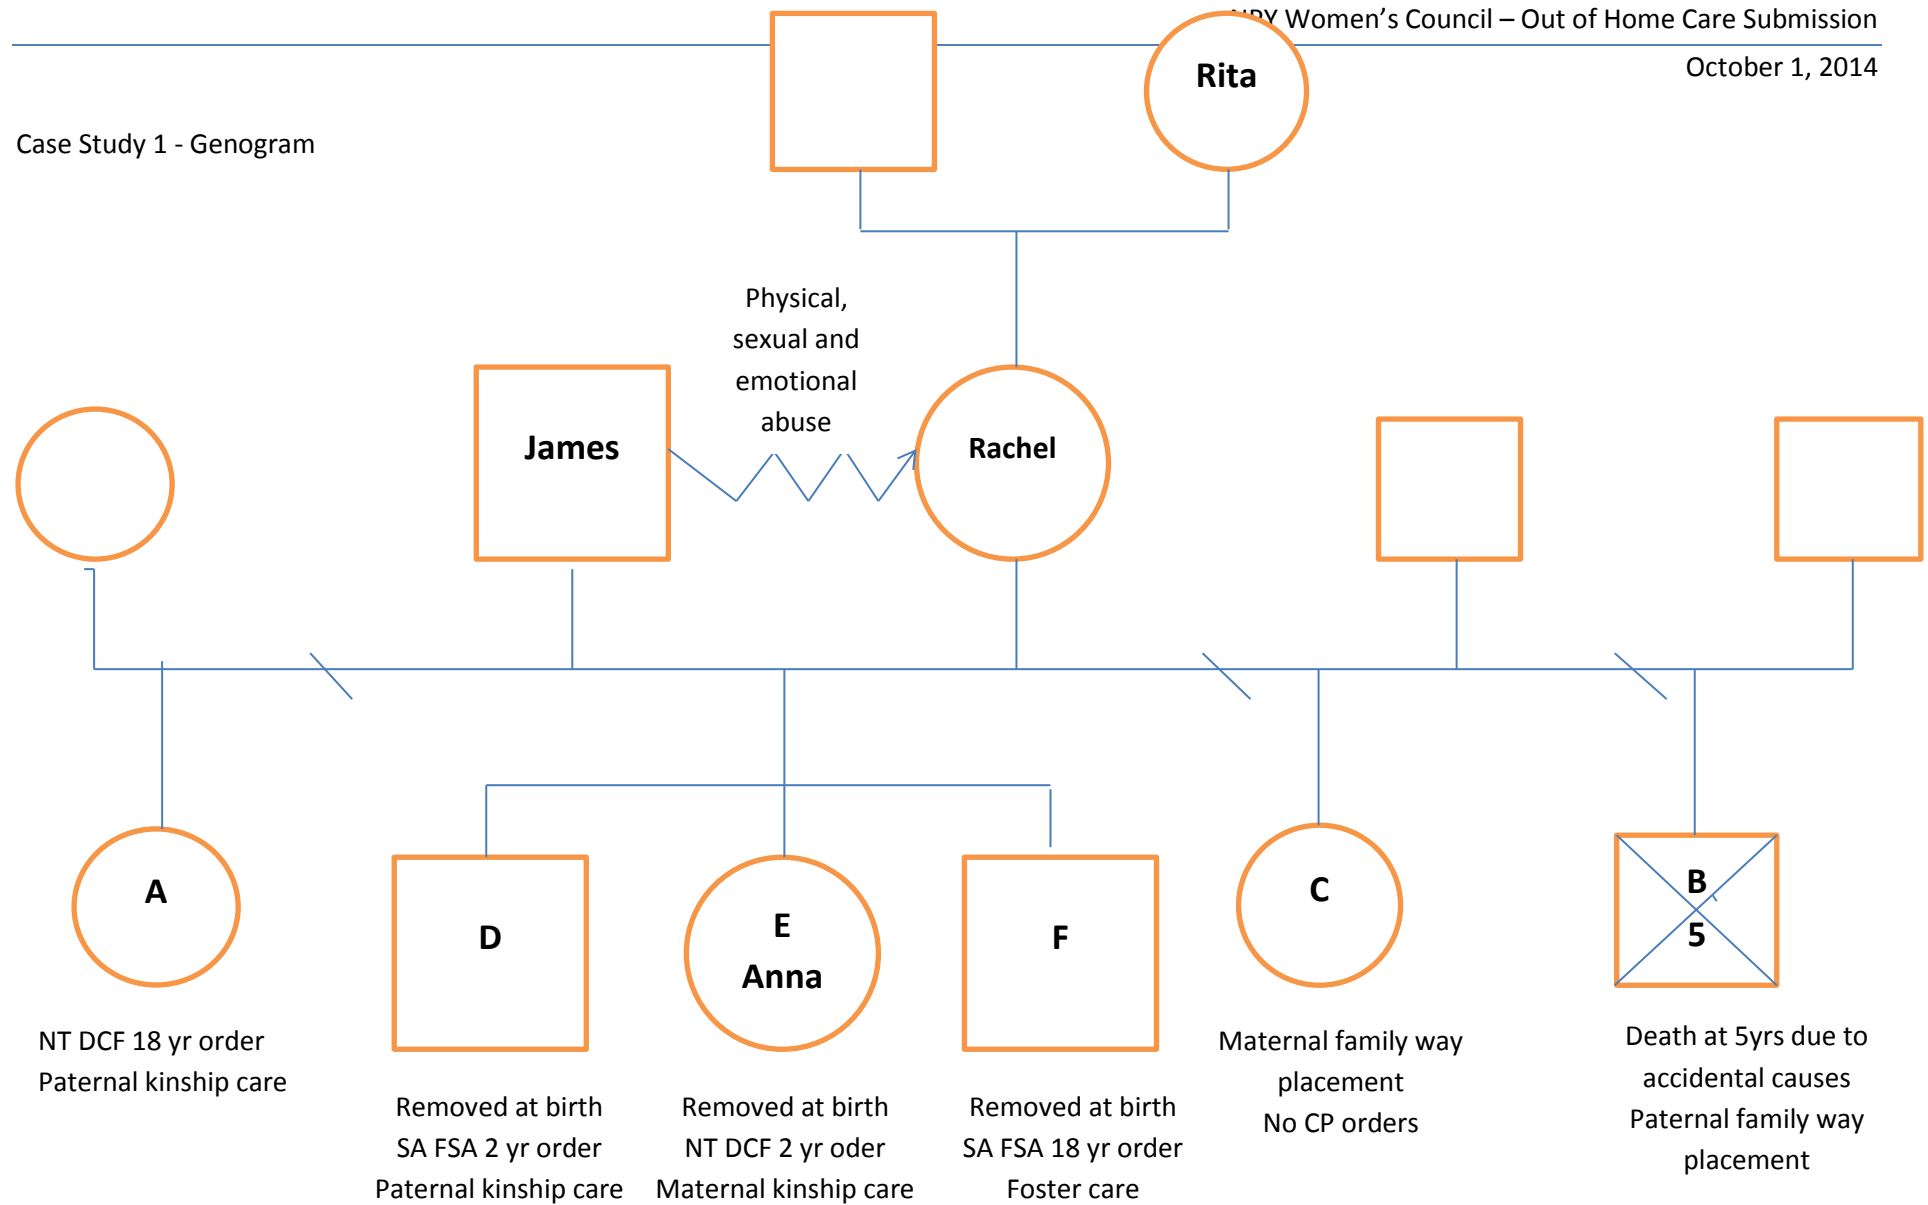 Women's Council – Out of Home Care Submission
October 1, 2014
Rita
Case Study 1 - Genogram
Physical,
sexual and
emotional
abuse
James
Rachel
A
D
E
Anna
F
C
B
5
NT DCF 18 yr order
Paternal kinship care
Removed at birth
SA FSA 2 yr order
Paternal kinship care
Removed at birth
NT DCF 2 yr oder
Maternal kinship care
Removed at birth
SA FSA 18 yr order
Foster care
Maternal family way
placement
No CP orders
Death at 5yrs due to
accidental causes
Paternal family way
placement